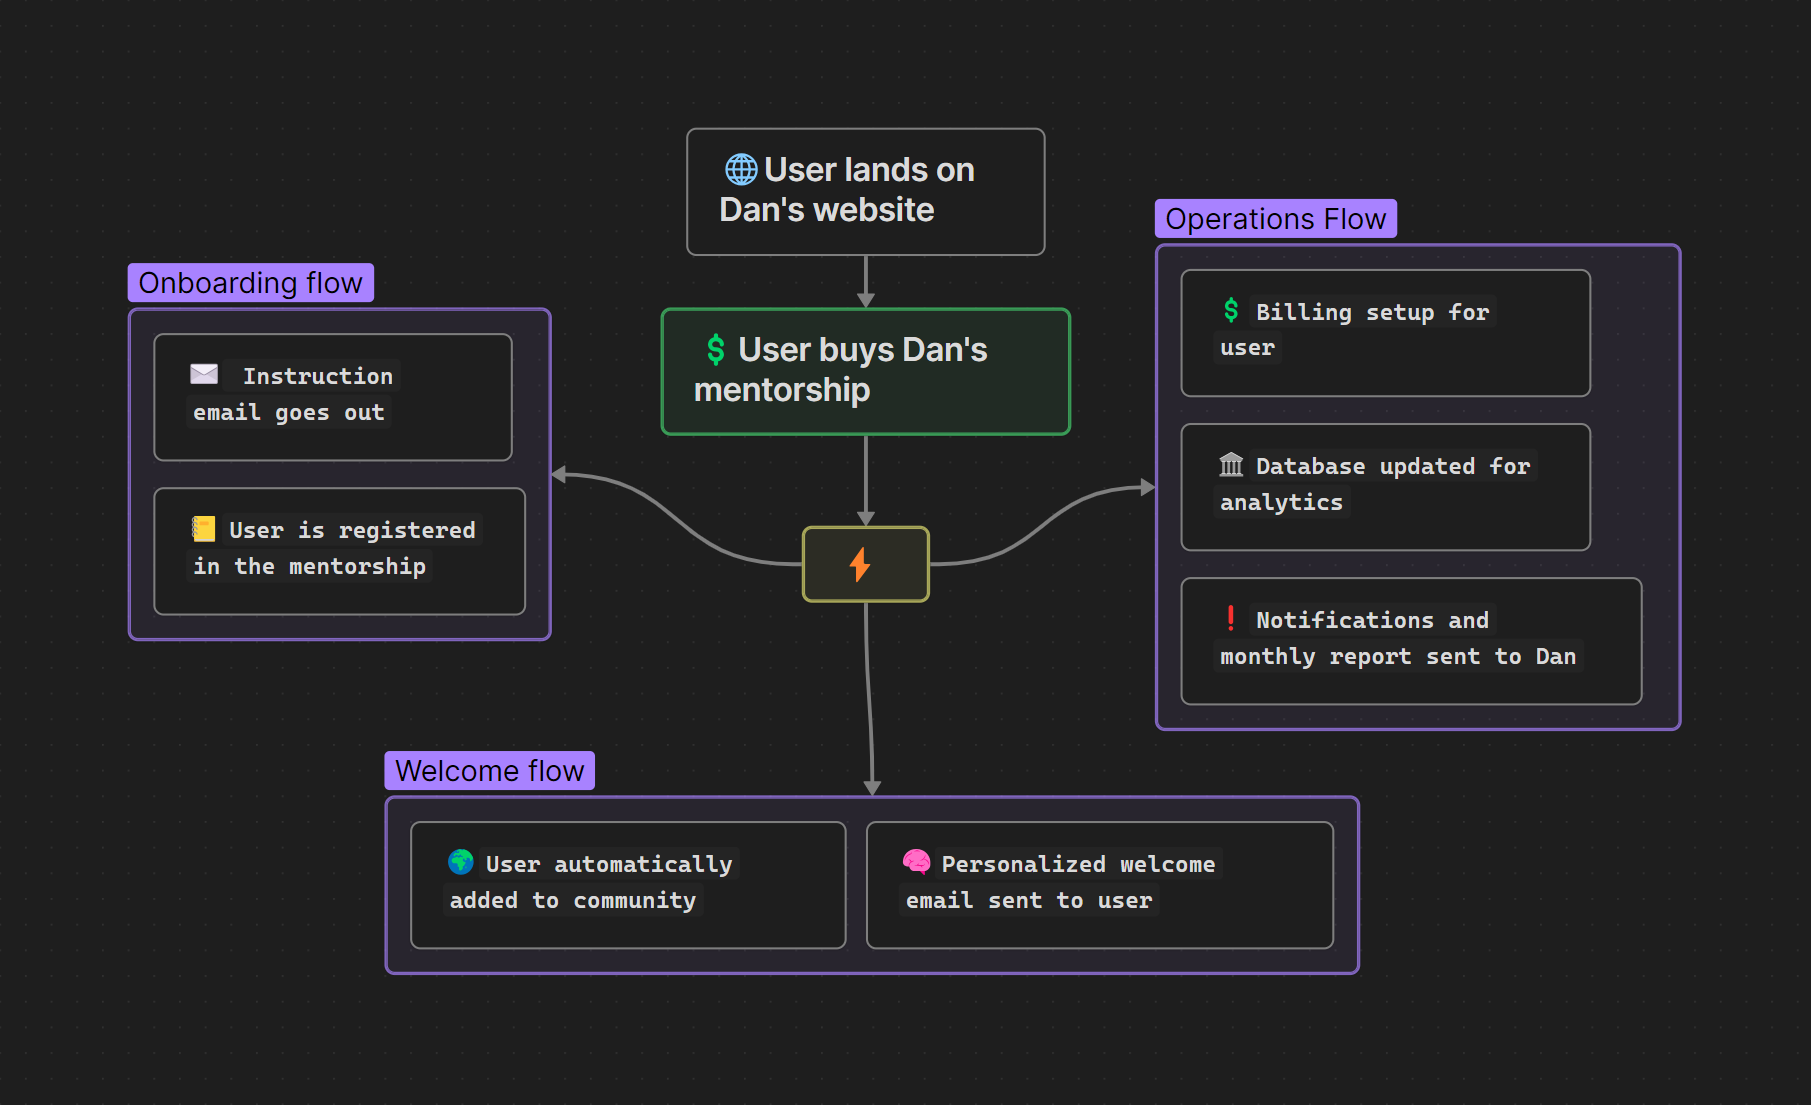 🌐 User lands on
Dan's website
Operations Flow
💲 Billing setup for
user
🏛️ Database updated for
analytics
❗ Notifications and
monthly report sent to Dan
Onboarding flow
✉️ Instruction
email goes out
📒 User is registered
in the mentorship
💲 User buys Dan's
mentorship
⚡
Welcome flow
🌍 User automatically
added to community
🧠 Personalized welcome
email sent to user